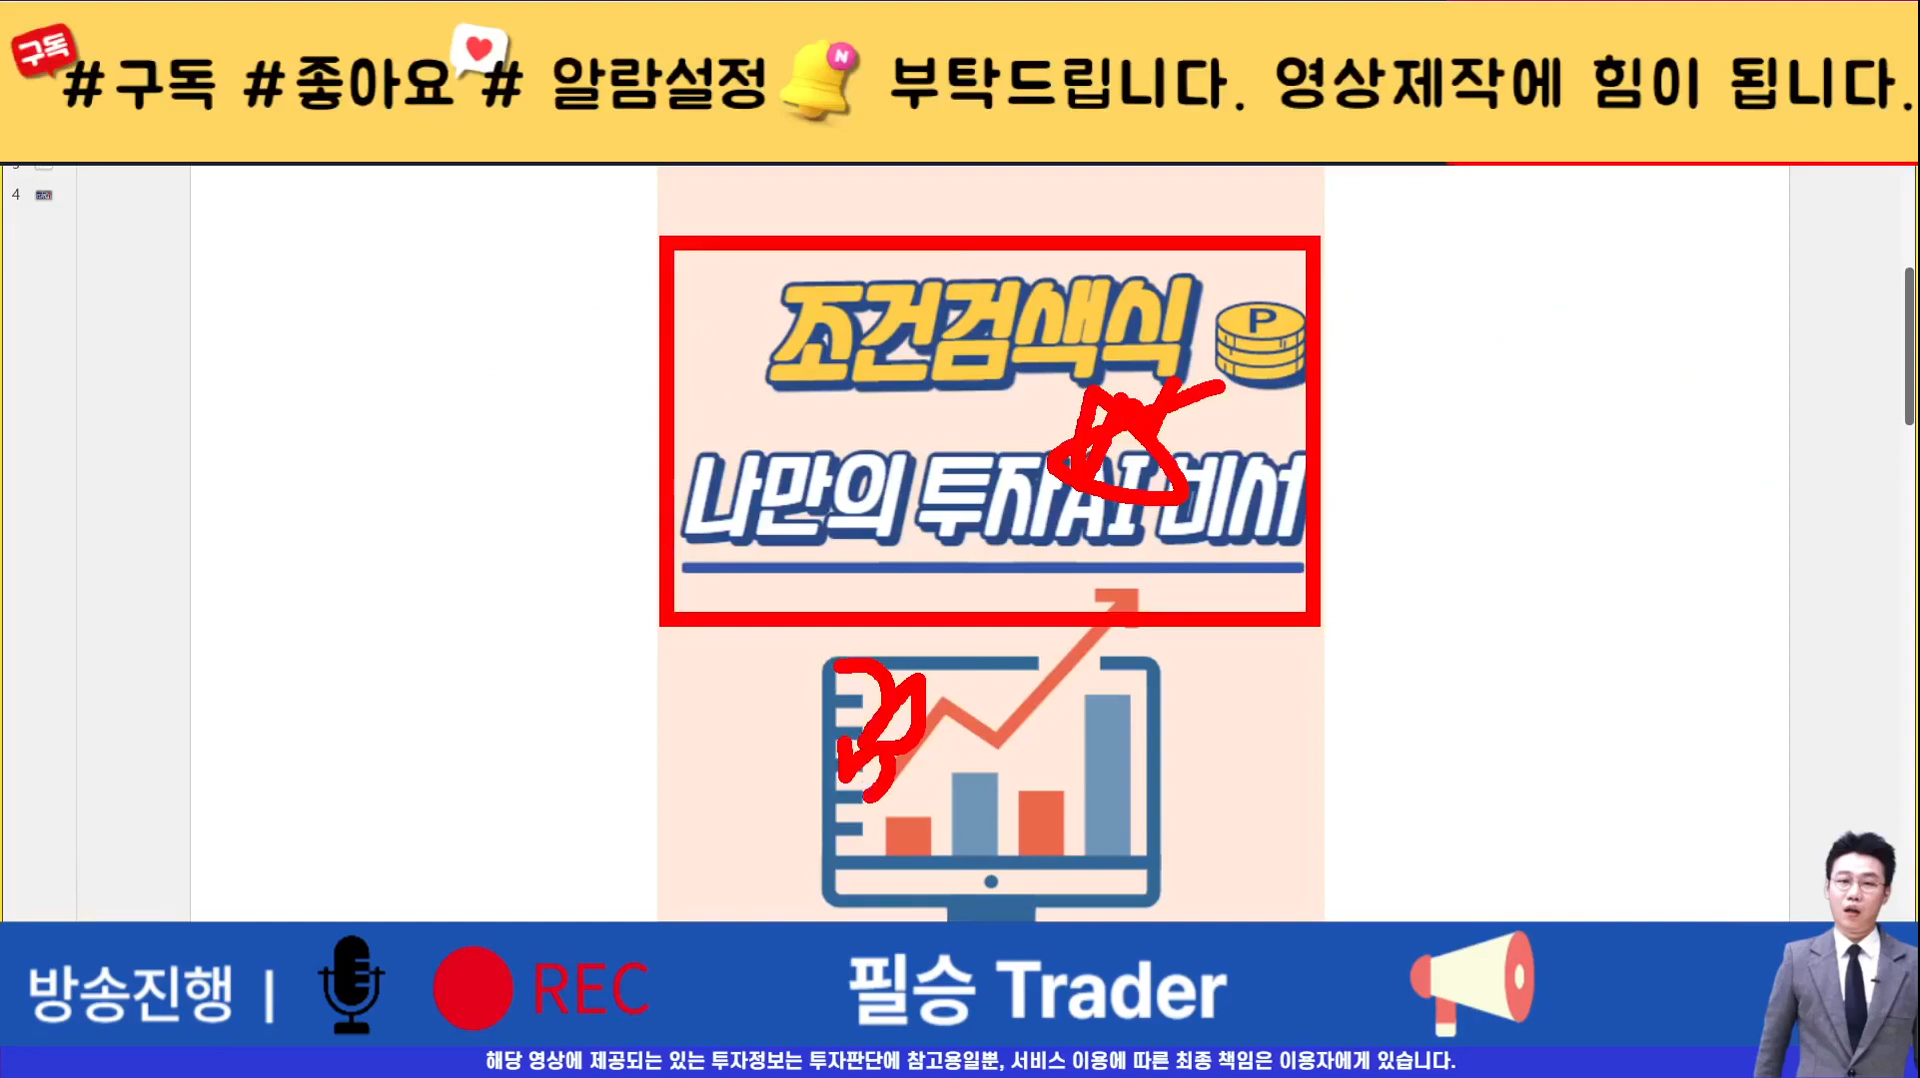 구독
#구독 #좋아요 # 알람설정 N 부탁드립니다. 영상제작에 힘이 됩니다.
4
조건검색식 P
나만의 투자AI 비서
방송진행 | REC 필승 Trader
해당 영상에 제공되는 있는 투자정보는 투자판단에 참고용일뿐, 서비스 이용에 따른 최종 책임은 이용자에게 있습니다.